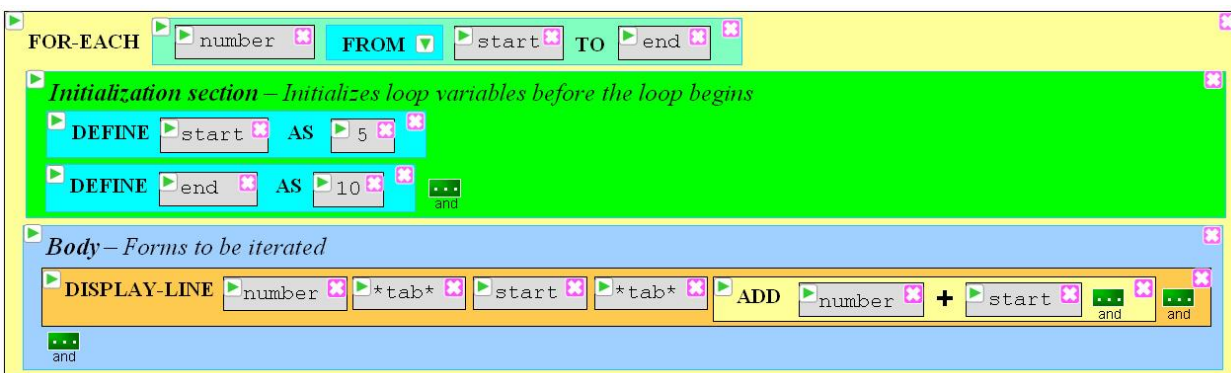 FOR-EACH number FROM start TO end
Initialization section – Initializes loop variables before the loop begins
DEFINE start AS 5
DEFINE end AS 10 ...
and
Body – Forms to be iterated
DISPLAY-LINE number *tab* start *tab* ADD number + start ... ...
and and
...
and